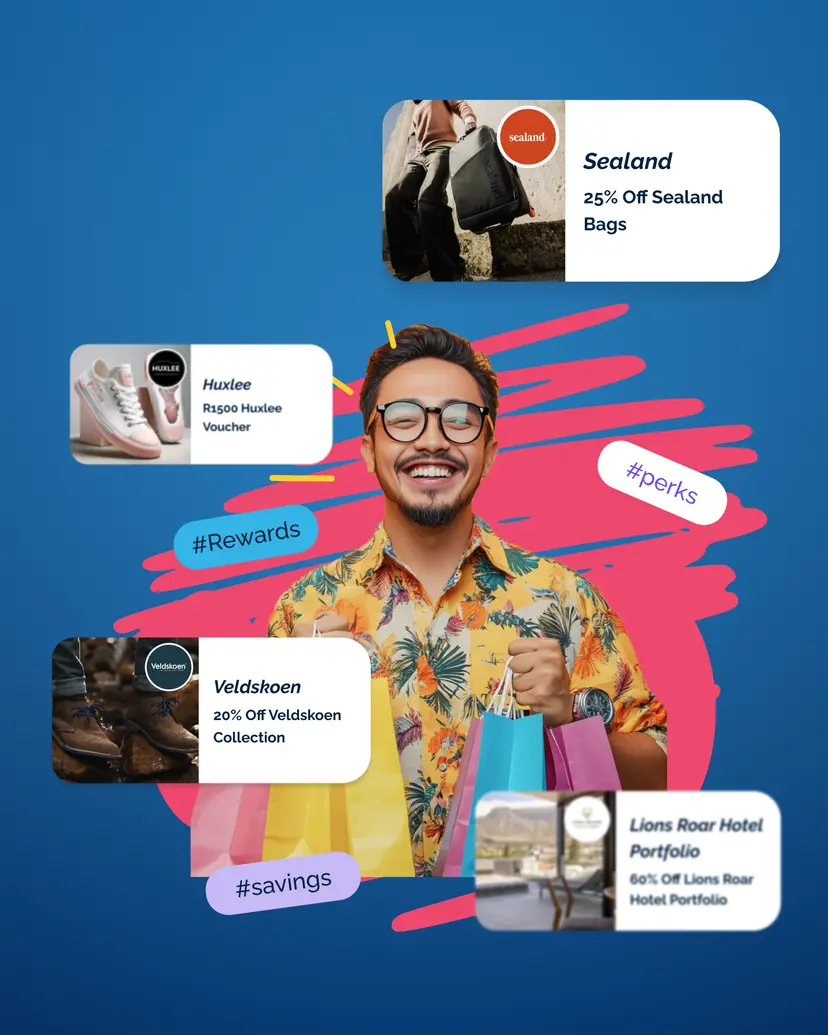 sealand
Sealand
25% Off Sealand
Bags
HUXLEE
Huxlee
R1500 Huxlee
Voucher
#perks
#Rewards
Veldskoen
Veldskoen
20% Off Veldskoen
Collection
Lions Roar Hotel
Portfolio
60% Off Lions Roar
Hotel Portfolio
#savings